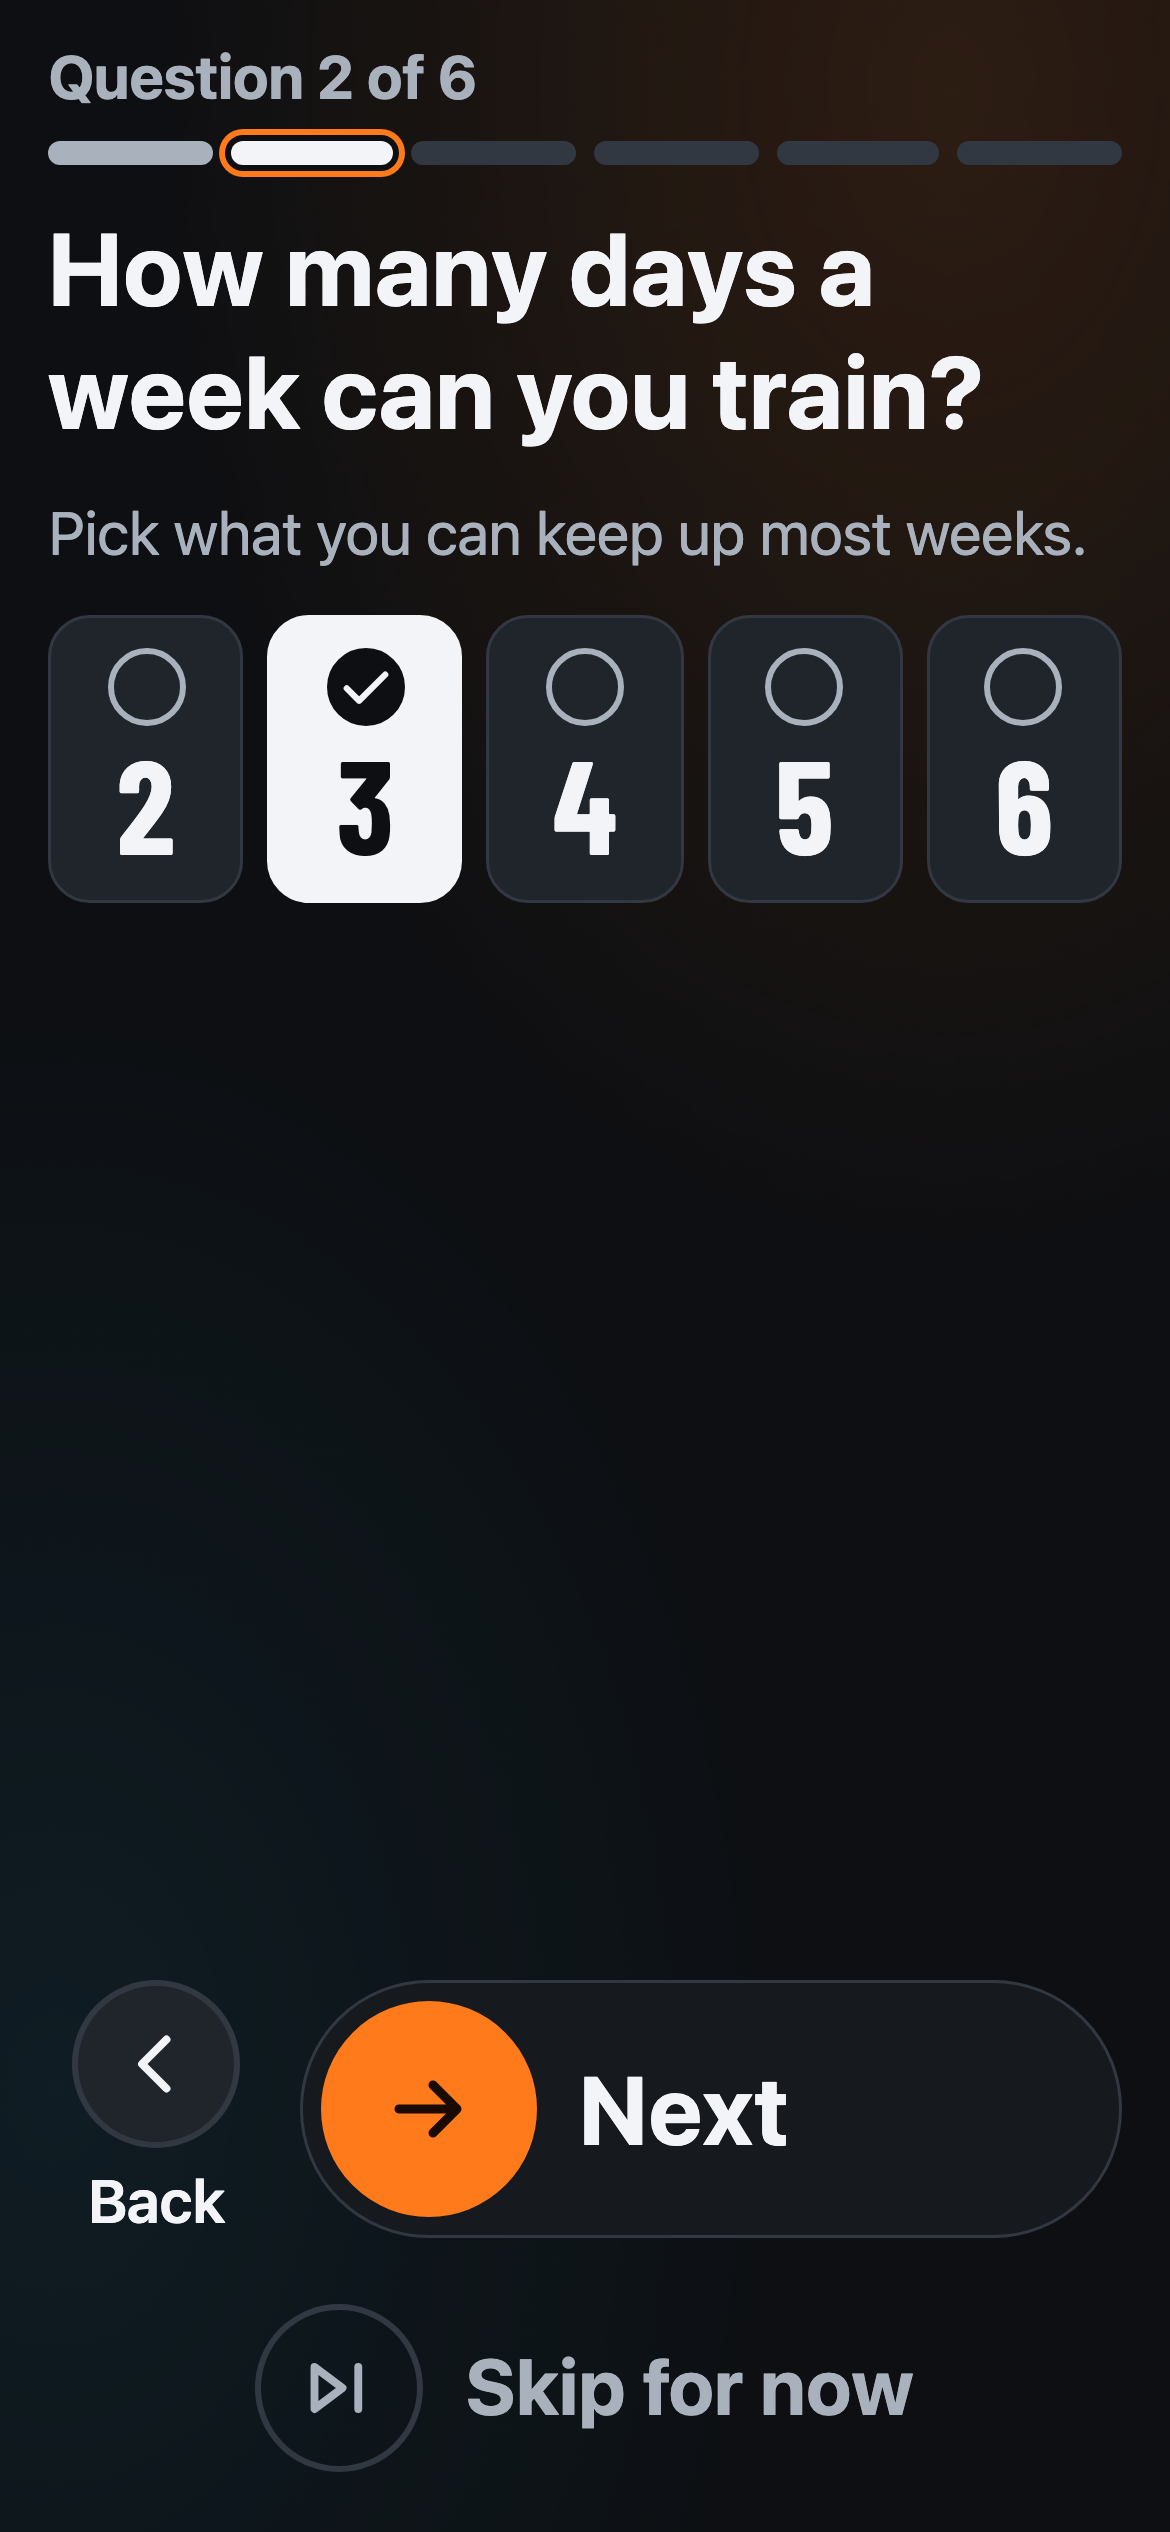 Question 2 of 6
How many days a
week can you train?
Pick what you can keep up most weeks.
2 3 4 5 6
Next
Back
Skip for now